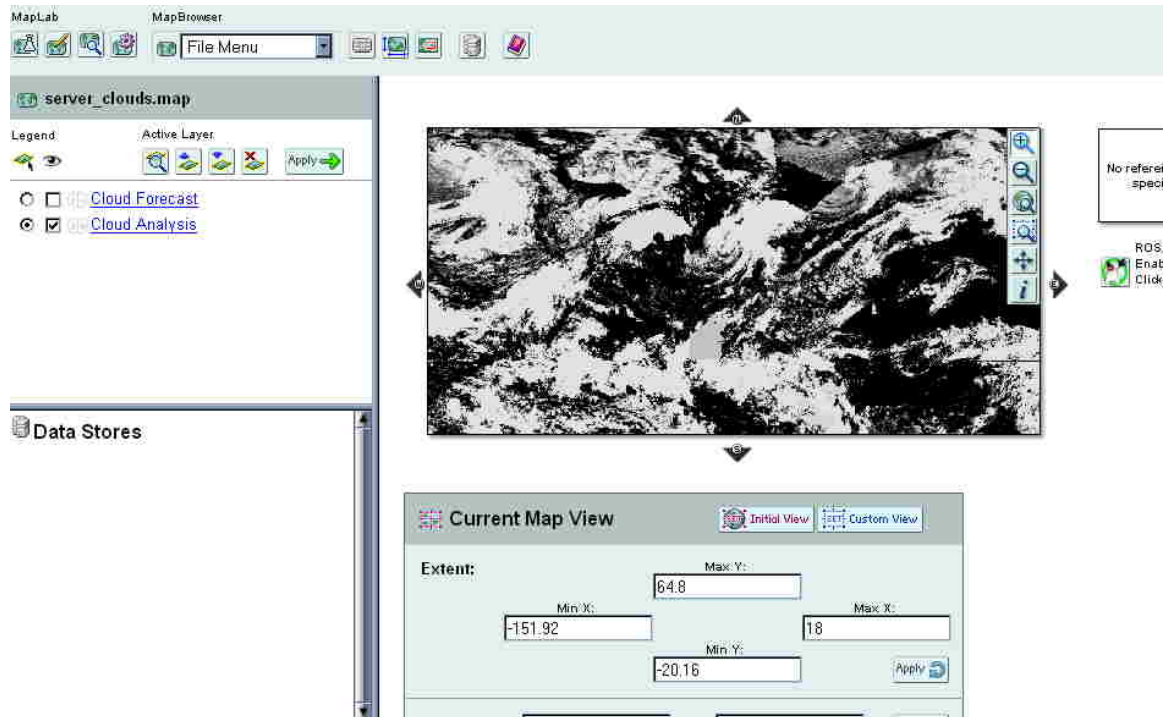 MapLab MapBrowser
File Menu
server_clouds.map
Legend Active Layer
Apply
Cloud Forecast
Cloud Analysis
Data Stores
N
E
S
i
No referen
speci
ROS
Enab
Click
Current Map View
SET Initial View SET Custom View
Extent:
Max Y:
64.8
Min X: Max X:
-151.92 18
Min Y:
-20.16 Apply